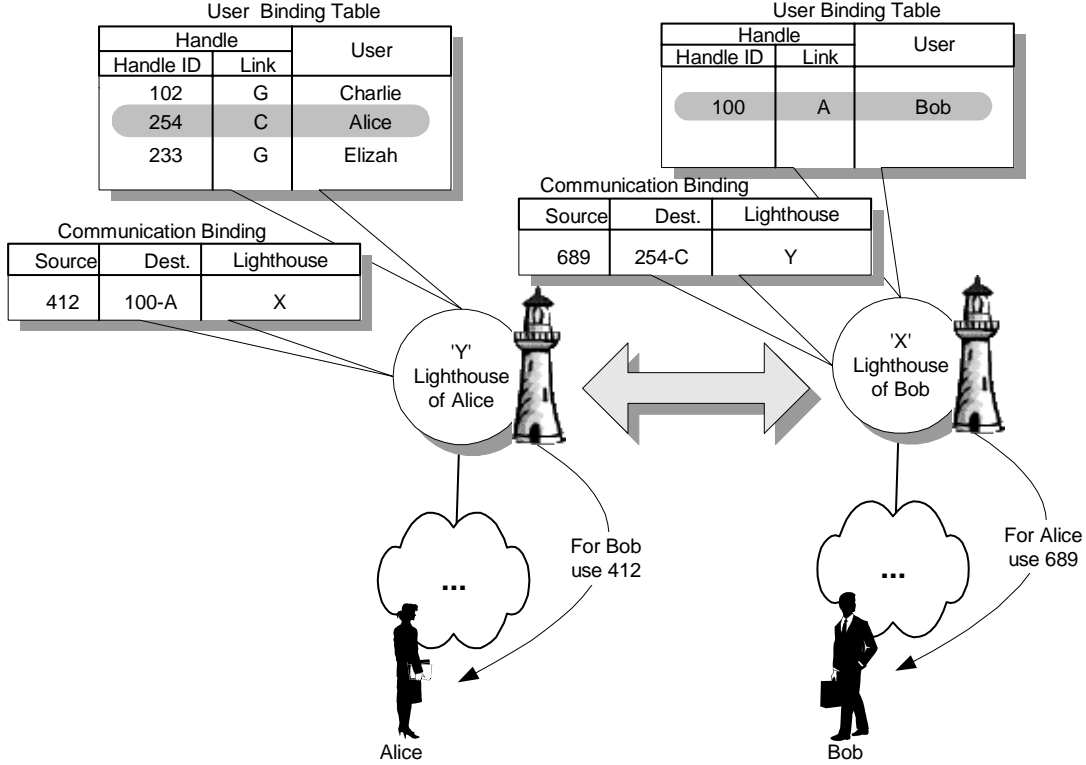 User Binding Table
Handle
User
Handle ID
Link
102 G Charlie
254 C Alice
233 G Elizah
User Binding Table
Handle
User
Handle ID
Link
100 A Bob
Communication Binding
Source Dest. Lighthouse
412 100-A X
Communication Binding
Source Dest. Lighthouse
689 254-C Y
'Y'
Lighthouse
of Alice
'X'
Lighthouse
of Bob
For Bob
use 412
For Alice
use 689
...
...
Alice
Bob